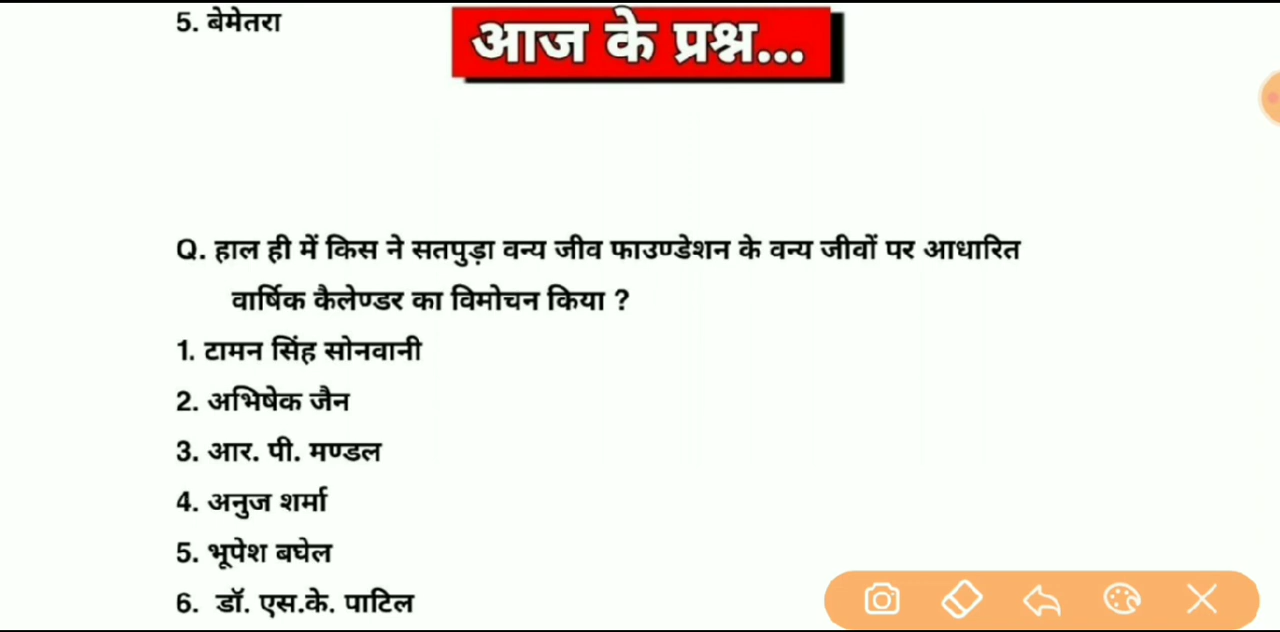 5. बेमेतरा
आज के प्रश्न...
Q. हाल ही में किस ने सतपुड़ा वन्य जीव फाउण्डेशन के वन्य जीवों पर आधारित
वार्षिक कैलेण्डर का विमोचन किया ?
1. टामन सिंह सोनवानी
2. अभिषेक जैन
3. आर. पी. मण्डल
4. अनुज शर्मा
5. भूपेश बघेल
6. डॉ. एस.के. पाटिल